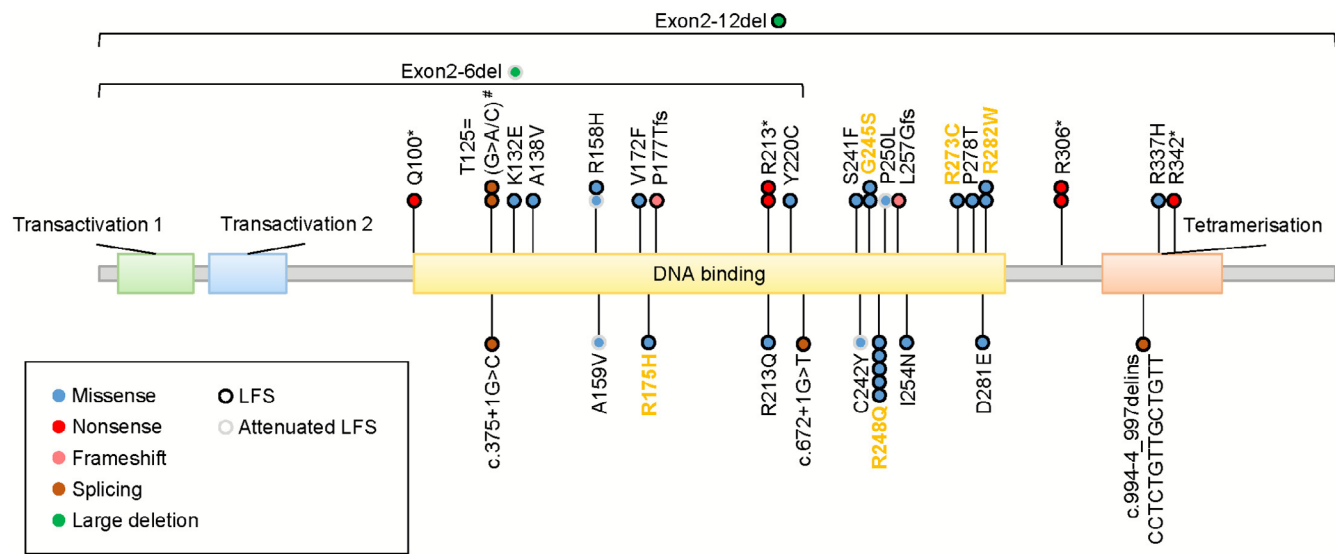 Exon2-12del
Exon2-6del
Q100*
T125=
(G>A/C) #
K132E
A138V
R158H
V172F
P177Tfs
R213*
Y220C
S241F
G245S
P250L
L257Gfs
R273C
P278T
R282W
R306*
R337H
R342*
Transactivation 1
Transactivation 2
Tetramerisation
DNA binding
c.375+1G>C
A159V
R175H
R213Q
c.672+1G>T
C242Y
R248Q
I254N
D281E
c.994-4_997delins
CCTCTGTTGCTGTT
Missense
LFS
Nonsense
Attenuated LFS
Frameshift
Splicing
Large deletion